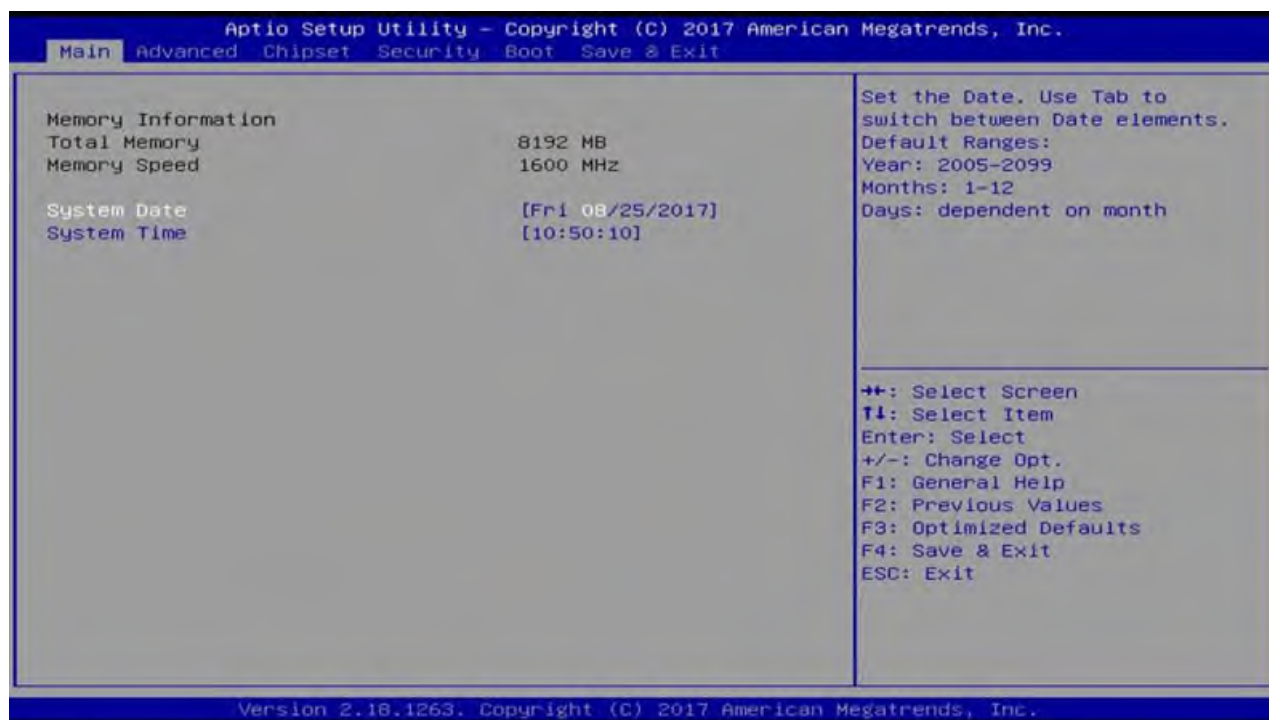 Aptio Setup Utility – Copyright (C) 2017 American Megatrends, Inc.
Main Advanced Chipset Security Boot Save & Exit
Memory Information
Total Memory 8192 MB
Memory Speed 1600 MHz
System Date [Fri 08/25/2017]
System Time [10:50:10]
Set the Date. Use Tab to
switch between Date elements.
Default Ranges:
Year: 2005-2099
Months: 1-12
Days: dependent on month
→←: Select Screen
↑↓: Select Item
Enter: Select
+/-: Change Opt.
F1: General Help
F2: Previous Values
F3: Optimized Defaults
F4: Save & Exit
ESC: Exit
Version 2.18.1263. Copyright (C) 2017 American Megatrends, Inc.